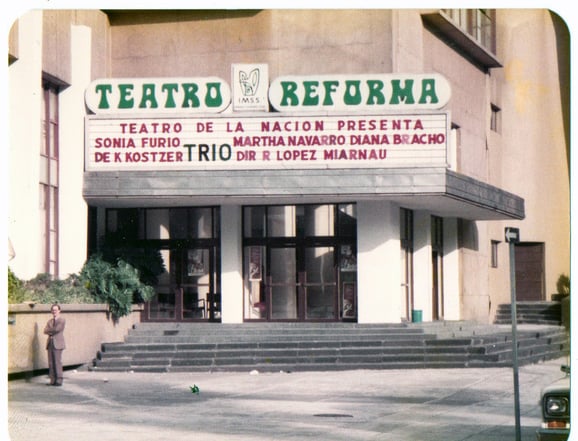 TEATRO REFORMA
IMSS
TEATRO DE LA NACION PRESENTA
SONIA FURIO MARTHA NAVARRO DIANA BRACHO
DE K KOSTZER TRIO DIR R LOPEZ MIARNAU